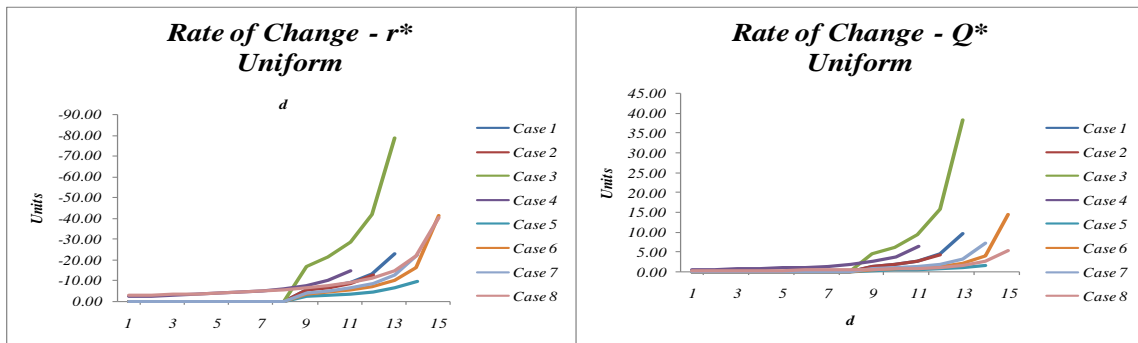 Rate of Change - r*
Uniform
d
-90.00
-80.00
-70.00
-60.00
-50.00
-40.00
-30.00
-20.00
-10.00
0.00
Units
1 3 5 7 9 11 13 15
Case 1
Case 2
Case 3
Case 4
Case 5
Case 6
Case 7
Case 8
Rate of Change - Q*
Uniform
45.00
40.00
35.00
30.00
25.00
20.00
15.00
10.00
5.00
0.00
Units
1 3 5 7 9 11 13 15
d
Case 1
Case 2
Case 3
Case 4
Case 5
Case 6
Case 7
Case 8